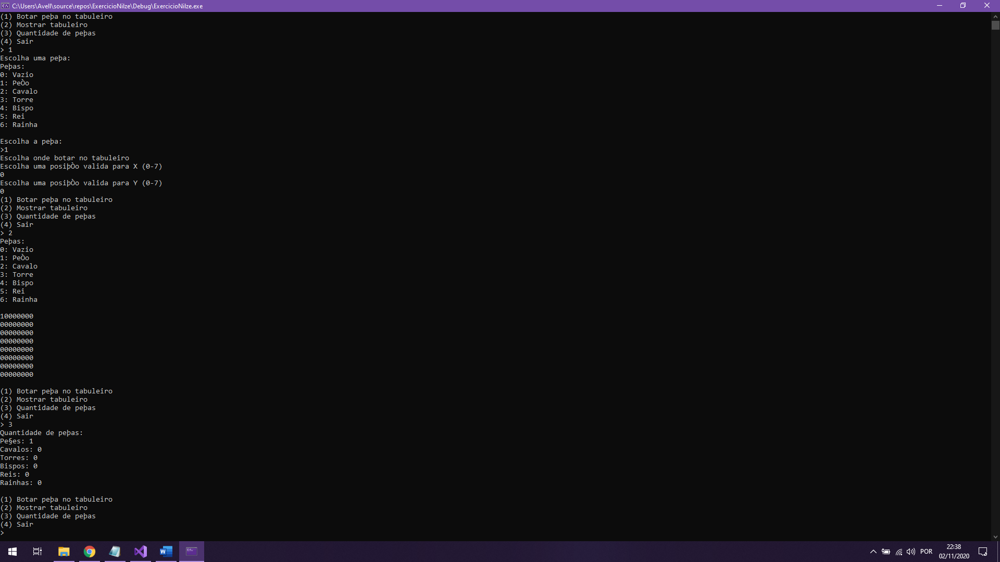 C:\Users\Avell\source\repos\ExercicioNilze\Debug\ExercicioNilze.exe
(1) Botar peþa no tabuleiro
(2) Mostrar tabuleiro
(3) Quantidade de peþas
(4) Sair
> 1
Escolha uma peþa:
Peþas:
0: Vazio
1: PeÒo
2: Cavalo
3: Torre
4: Bispo
5: Rei
6: Rainha
Escolha a peþa:
>1
Escolha onde botar no tabuleiro
Escolha uma posiþÒo valida para X (0-7)
0
Escolha uma posiþÒo valida para Y (0-7)
0
(1) Botar peþa no tabuleiro
(2) Mostrar tabuleiro
(3) Quantidade de peþas
(4) Sair
> 2
Peþas:
0: Vazio
1: PeÒo
2: Cavalo
3: Torre
4: Bispo
5: Rei
6: Rainha
10000000
00000000
00000000
00000000
00000000
00000000
00000000
00000000
(1) Botar peþa no tabuleiro
(2) Mostrar tabuleiro
(3) Quantidade de peþas
(4) Sair
> 3
Quantidade de peþas:
Pe§es: 1
Cavalos: 0
Torres: 0
Bispos: 0
Reis: 0
Rainhas: 0
(1) Botar peþa no tabuleiro
(2) Mostrar tabuleiro
(3) Quantidade de peþas
(4) Sair
>
POR
22:38
02/11/2020